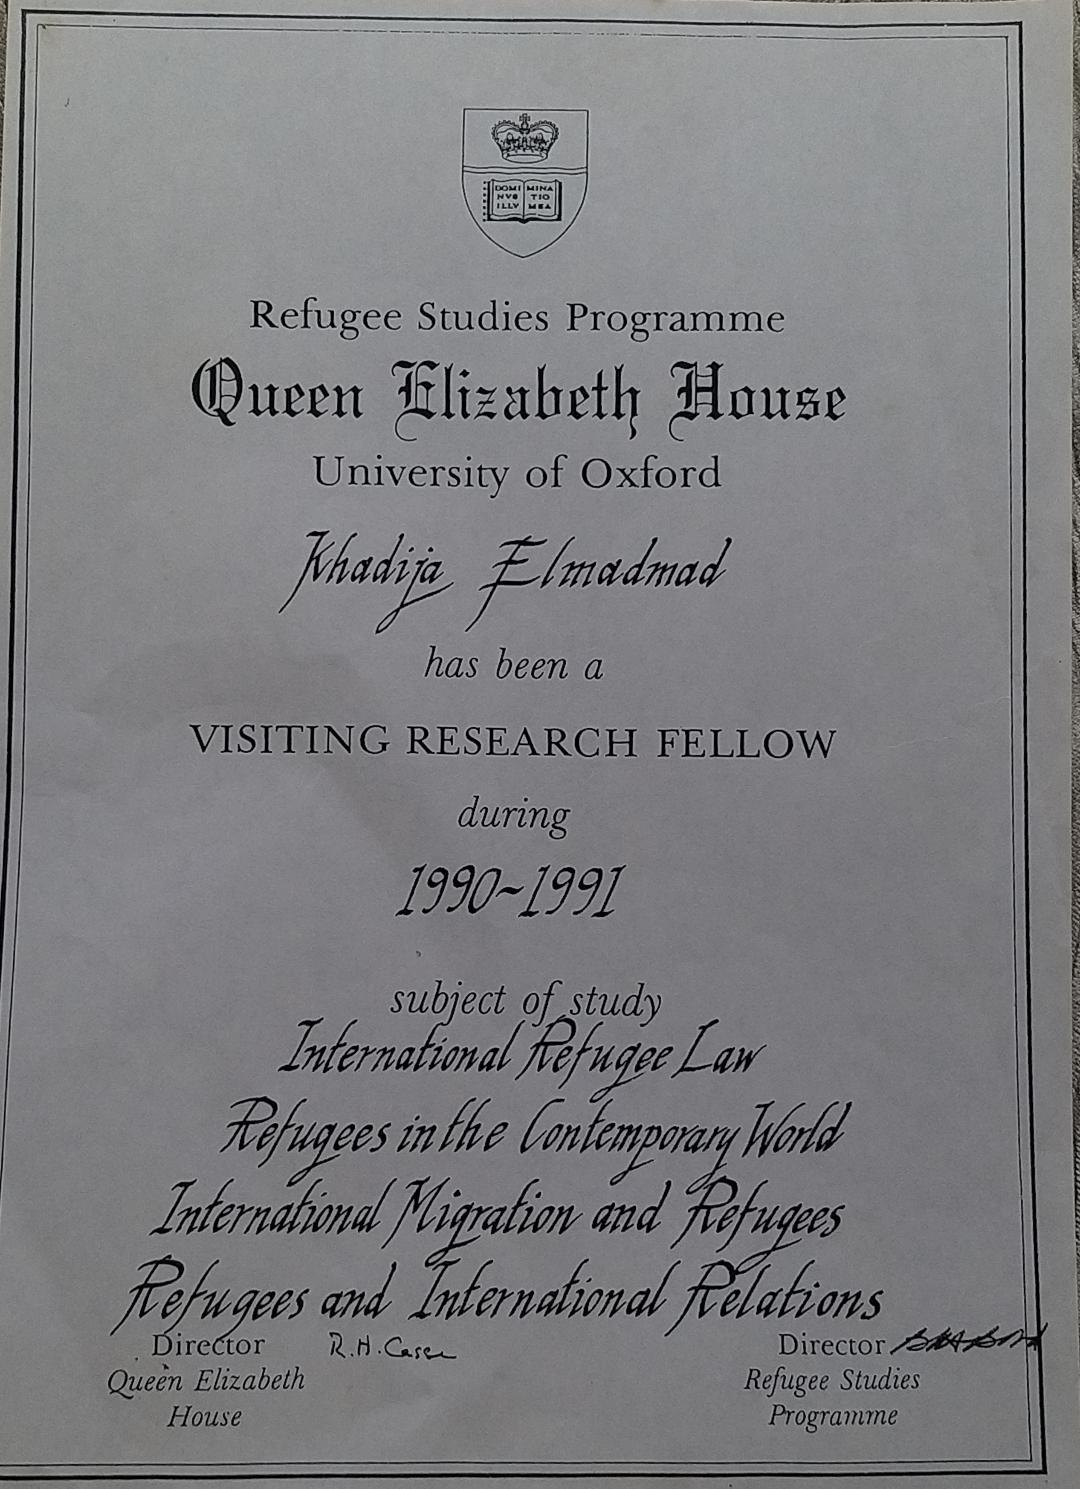 DOMI MINA
NVS TIO
ILLV MEA
Refugee Studies Programme
Queen Elizabeth House
University of Oxford
Khadija Elmadmad
has been a
VISITING RESEARCH FELLOW
during
1990~1991
subject of study
International Refugee Law
Refugees in the Contemporary World
International Migration and Refugees
Refugees and International Relations
Director R.H.
Queen Elizabeth
House
Director
Refugee Studies
Programme